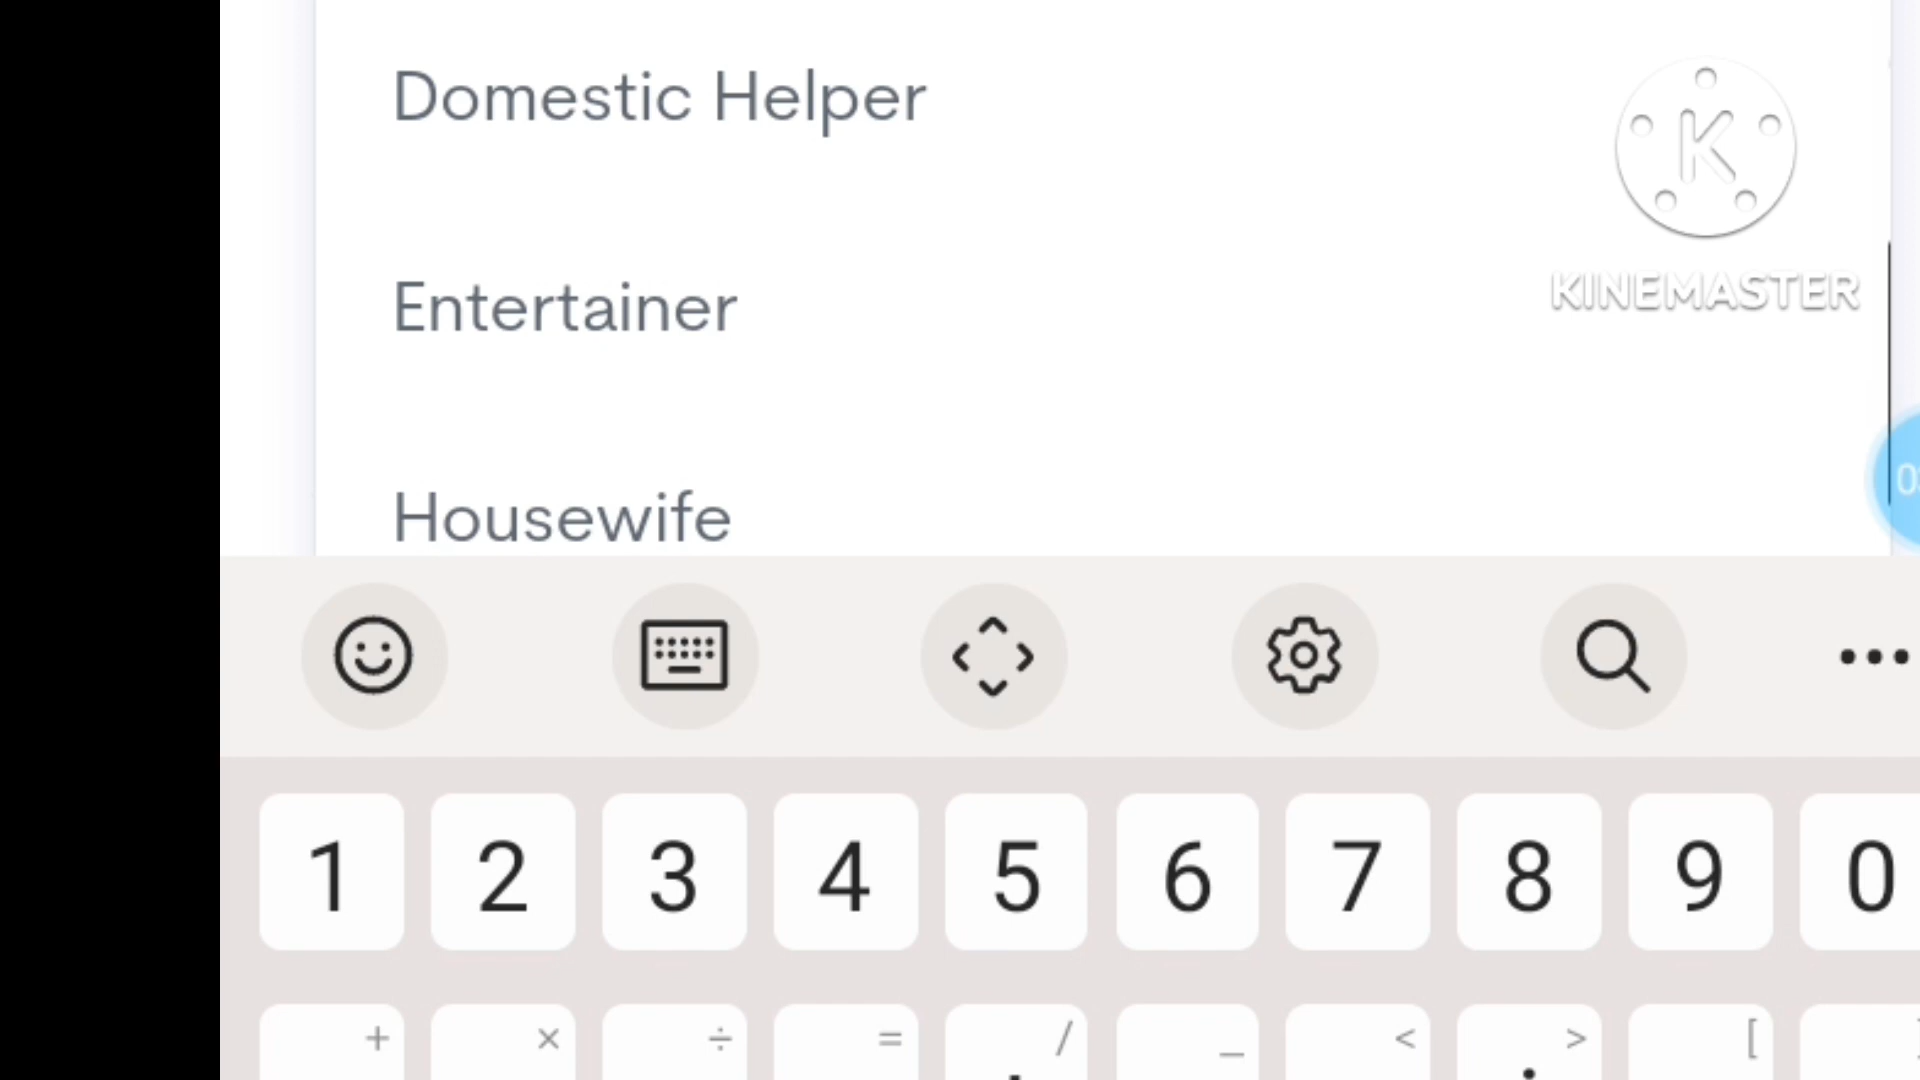 Domestic Helper
K
KINEMASTER
Entertainer
Housewife
1 2 3 4 5 6 7 8 9 0
+ × ÷ = / _ < > [